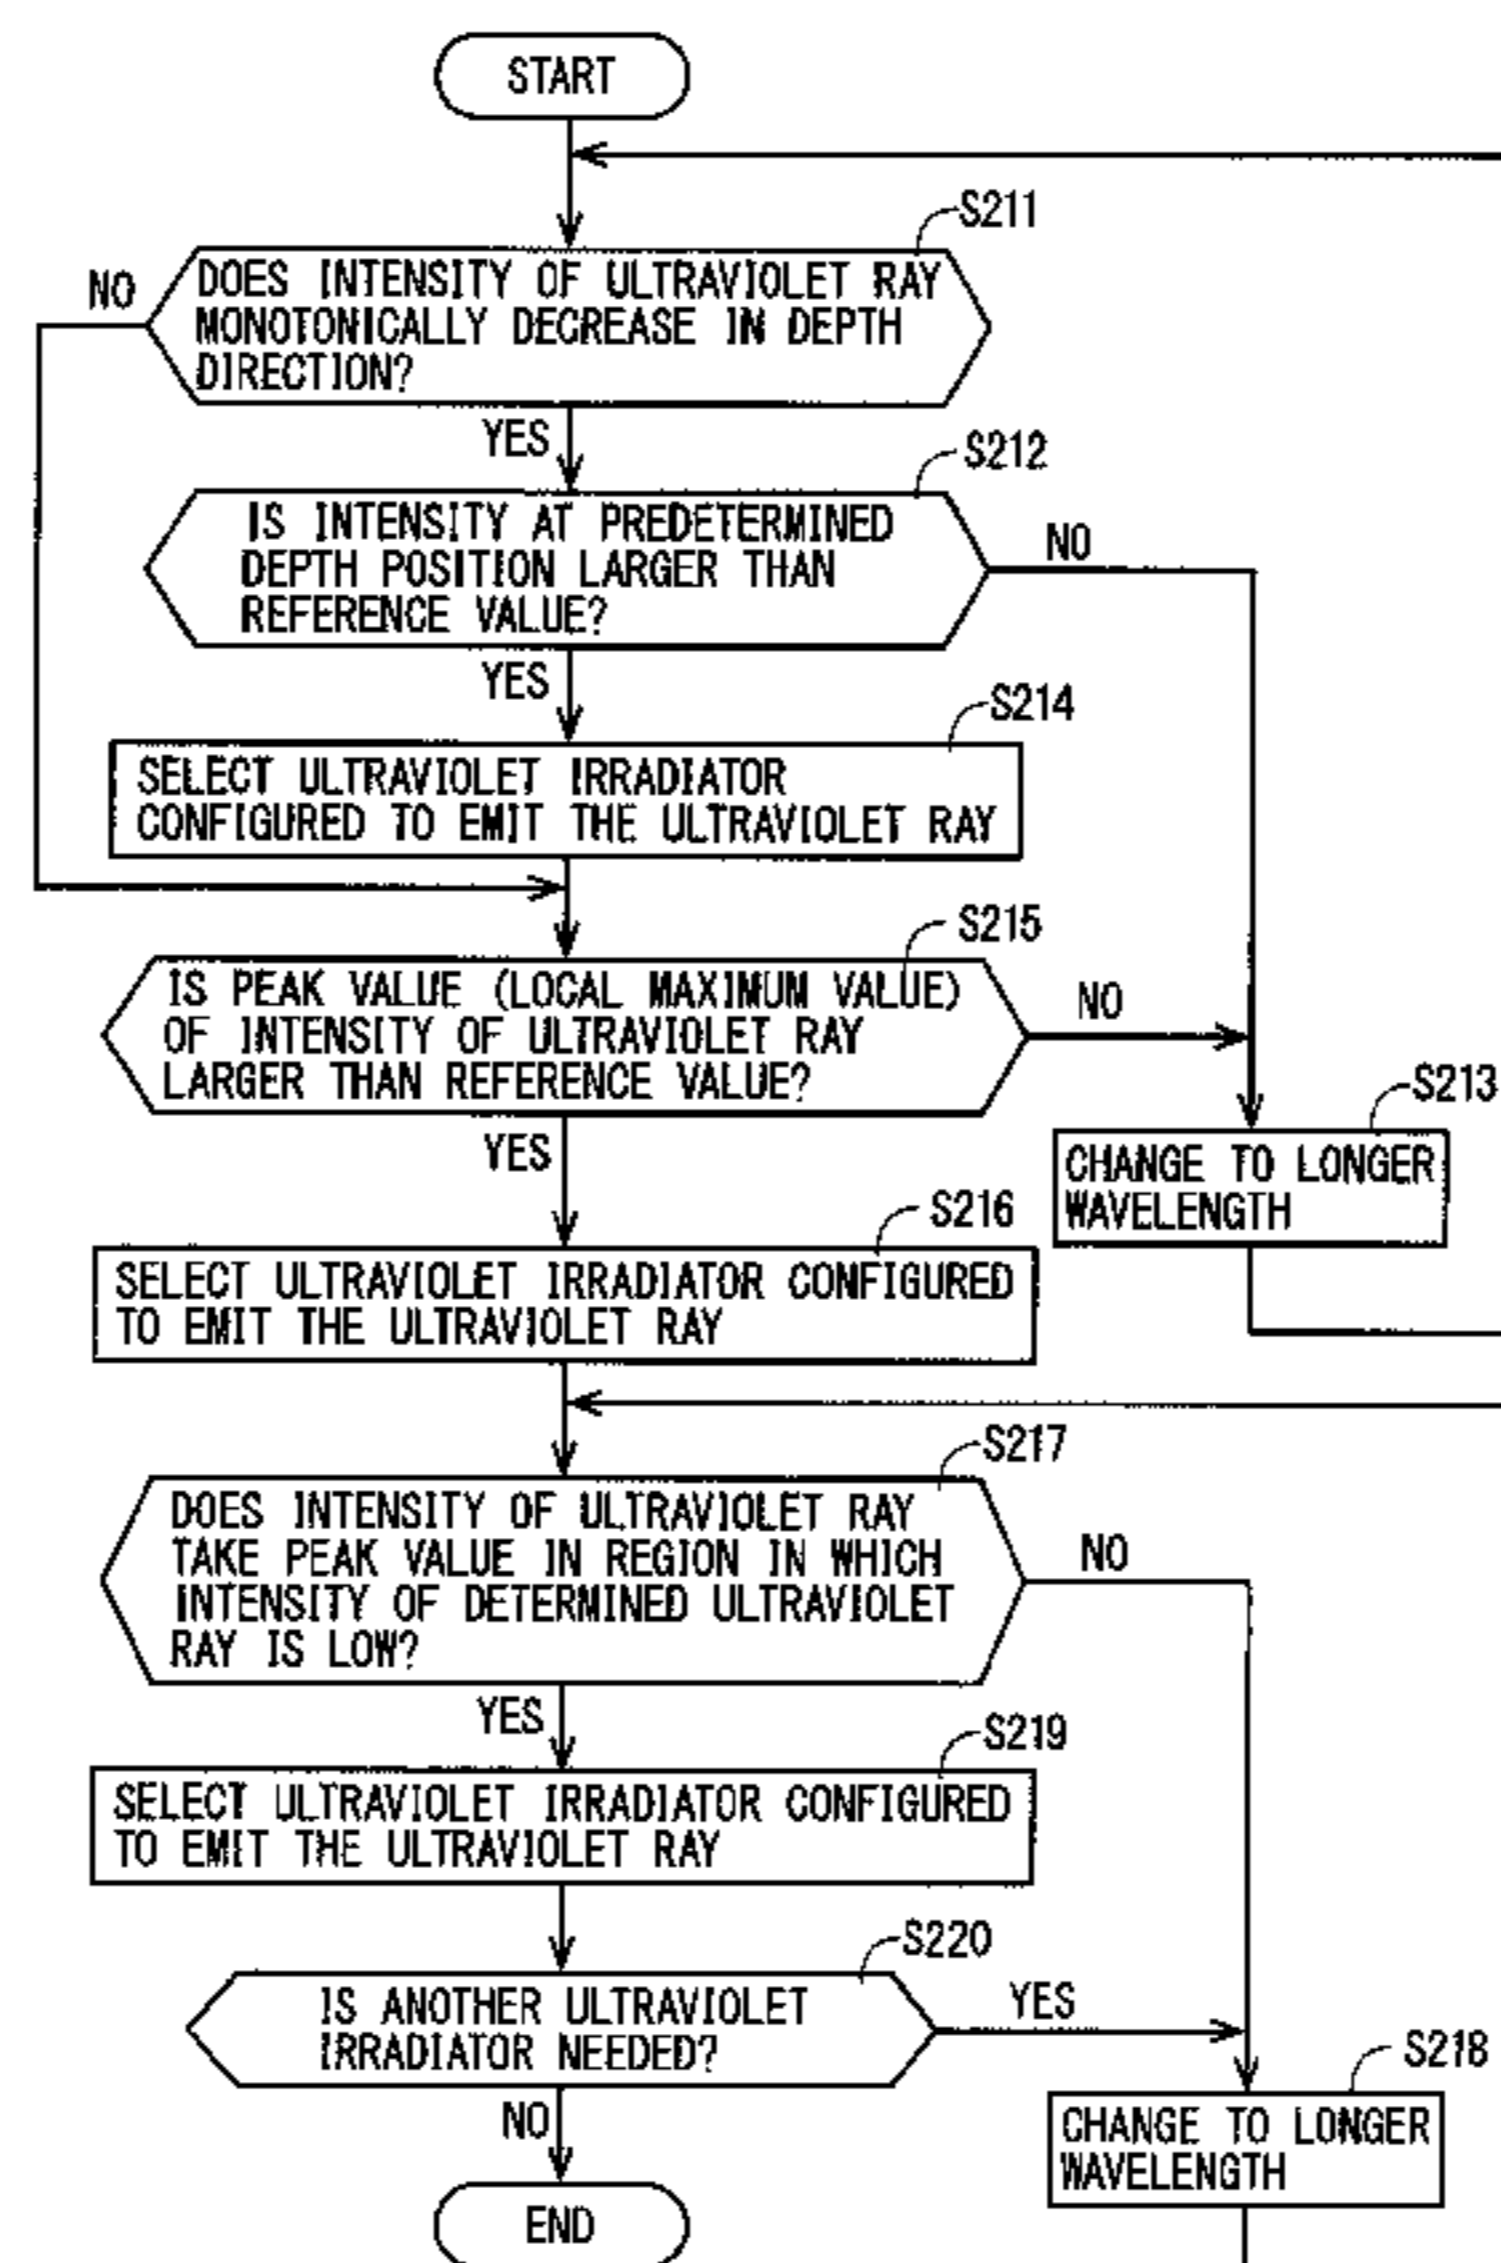 START
S211
NO
DOES INTENSITY OF ULTRAVIOLET RAY
MONOTONICALLY DECREASE IN DEPTH
DIRECTION?
YES
S212
IS INTENSITY AT PREDETERMINED
DEPTH POSITION LARGER THAN
REFERENCE VALUE?
NO
YES
S214
SELECT ULTRAVIOLET IRRADIATOR
CONFIGURED TO EMIT THE ULTRAVIOLET RAY
S215
IS PEAK VALUE (LOCAL MAXIMUM VALUE)
OF INTENSITY OF ULTRAVIOLET RAY
LARGER THAN REFERENCE VALUE?
NO
S213
CHANGE TO LONGER
WAVELENGTH
YES
S216
SELECT ULTRAVIOLET IRRADIATOR CONFIGURED
TO EMIT THE ULTRAVIOLET RAY
S217
DOES INTENSITY OF ULTRAVIOLET RAY
TAKE PEAK VALUE IN REGION IN WHICH
INTENSITY OF DETERMINED ULTRAVIOLET
RAY IS LOW?
NO
YES
S219
SELECT ULTRAVIOLET IRRADIATOR CONFIGURED
TO EMIT THE ULTRAVIOLET RAY
S220
IS ANOTHER ULTRAVIOLET
IRRADIATOR NEEDED?
YES
S218
CHANGE TO LONGER
WAVELENGTH
NO
END